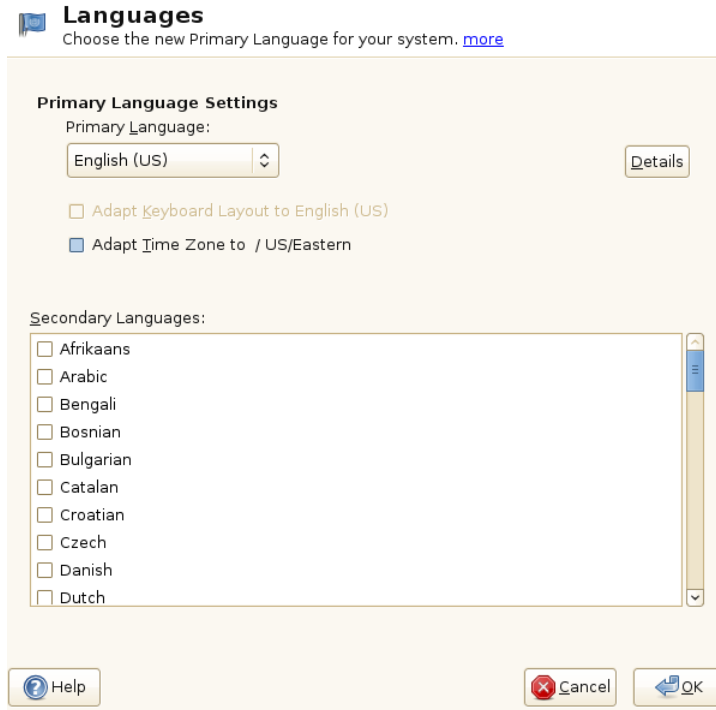 Languages
Choose the new Primary Language for your system. more
Primary Language Settings
Primary Language:
English (US)
Details
Adapt Keyboard Layout to English (US)
Adapt Time Zone to / US/Eastern
Secondary Languages:
Afrikaans
Arabic
Bengali
Bosnian
Bulgarian
Catalan
Croatian
Czech
Danish
Dutch
Help
Cancel
OK